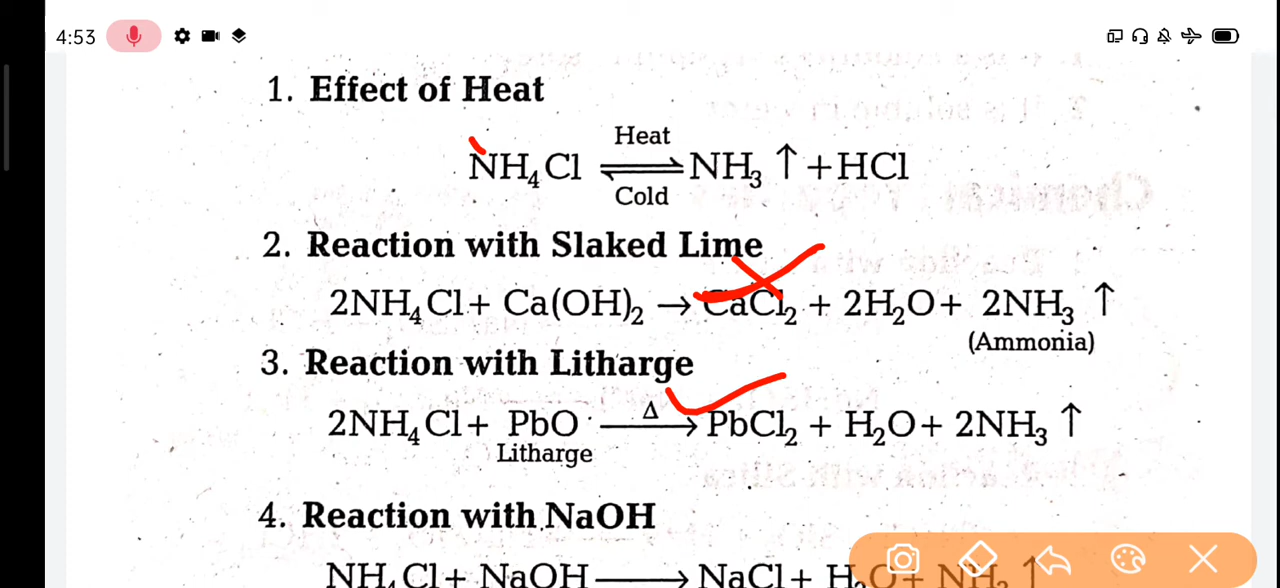 4:53
1. Effect of Heat
Heat
NH₄Cl ⇌ NH₃ ↑ +HCl
Cold
2. Reaction with Slaked Lime
2NH₄Cl+ Ca(OH)₂ → CaCl₂ + 2H₂O+ 2NH₃ ↑
(Ammonia)
3. Reaction with Litharge
Δ
2NH₄Cl+ PbO ⟶ PbCl₂ + H₂O+ 2NH₃ ↑
Litharge
4. Reaction with NaOH
NH₄Cl+ NaOH ⟶ NaCl+ H₂O+ NH₃ ↑